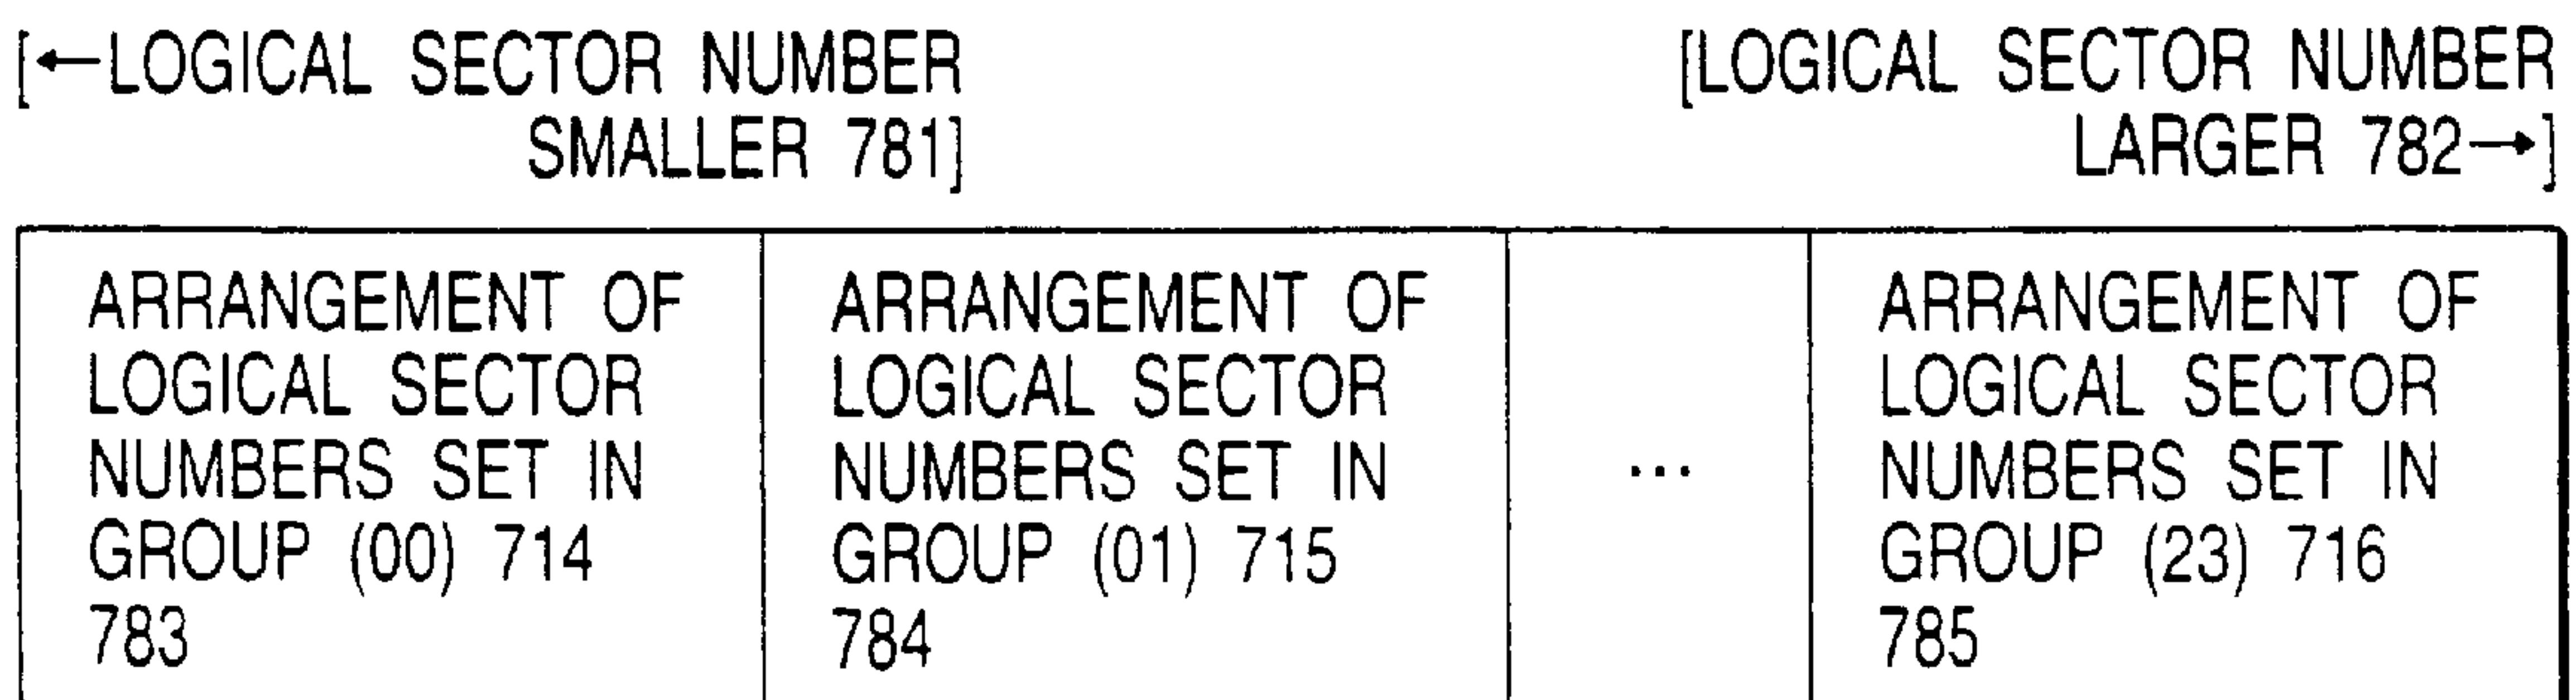 [←LOGICAL SECTOR NUMBER
SMALLER 781]
[LOGICAL SECTOR NUMBER
LARGER 782→]
ARRANGEMENT OF
LOGICAL SECTOR
NUMBERS SET IN
GROUP (00) 714
783
ARRANGEMENT OF
LOGICAL SECTOR
NUMBERS SET IN
GROUP (01) 715
784
...
ARRANGEMENT OF
LOGICAL SECTOR
NUMBERS SET IN
GROUP (23) 716
785